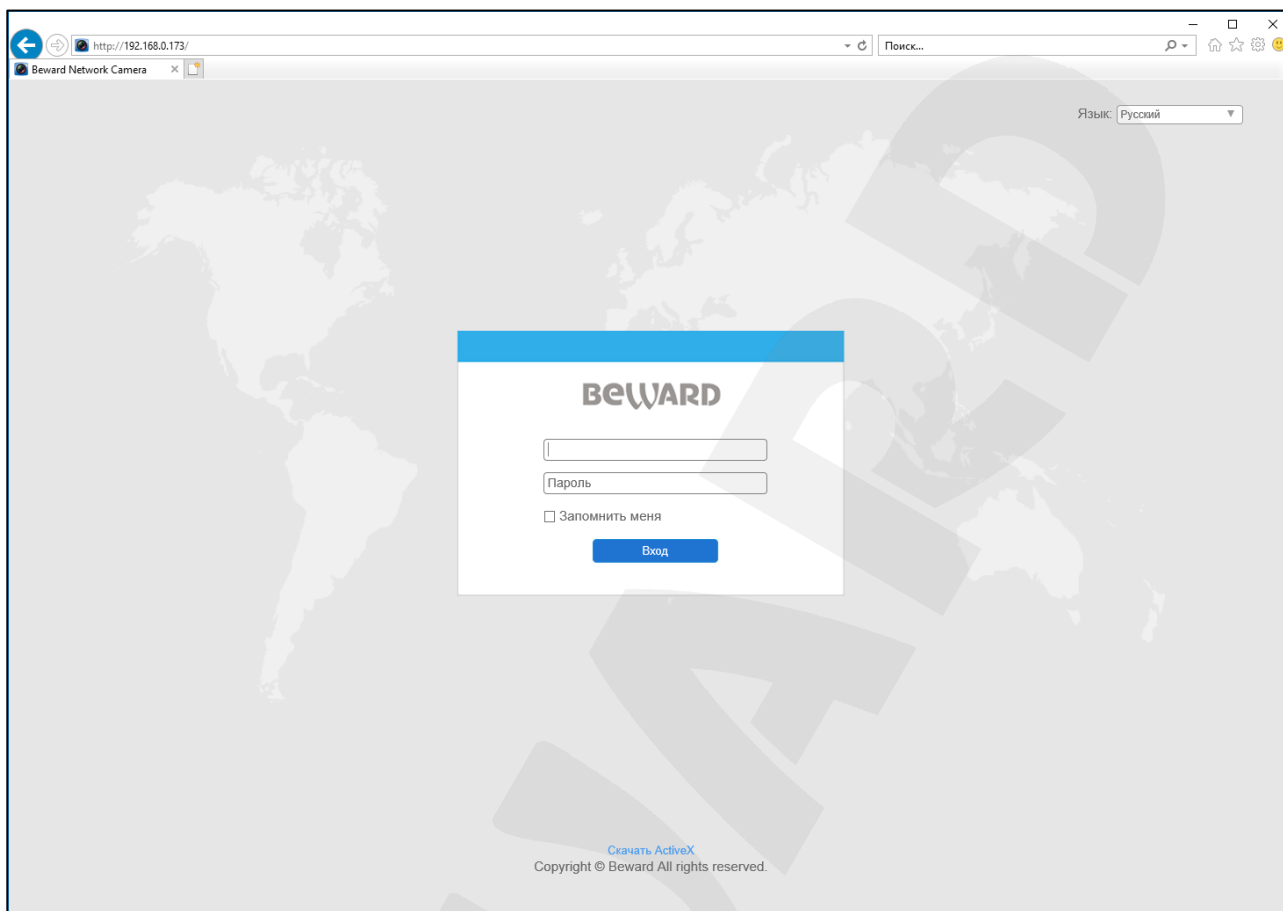 http://192.168.0.173/
Поиск...
Beward Network Camera
Язык: Русский
BEWARD
Пароль
Запомнить меня
Вход
Скачать ActiveX
Copyright © Beward All rights reserved.